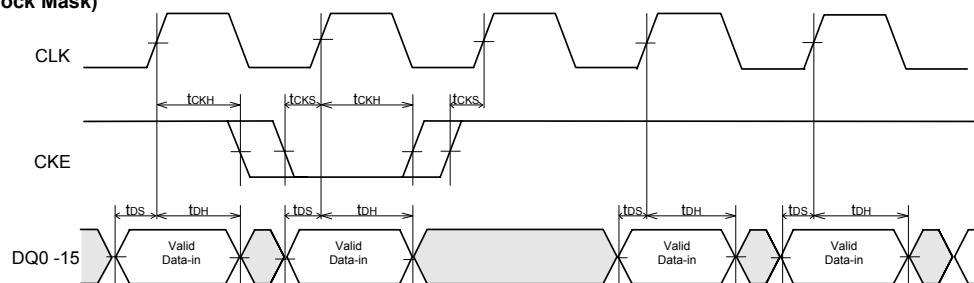 ock Mask)
CLK
tCKH tCKS tCKH tCKS
CKE
tDS tDH tDS tDH tDS tDH tDS tDH
DQ0 -15
Valid Data-in
Valid Data-in
Valid Data-in
Valid Data-in